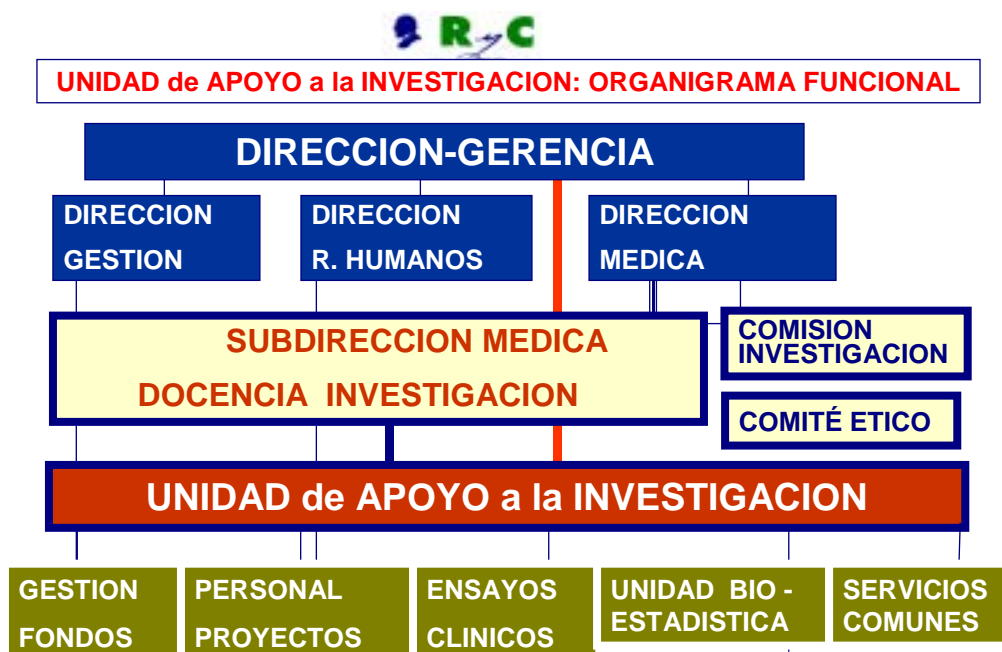 R y C
UNIDAD de APOYO a la INVESTIGACION: ORGANIGRAMA FUNCIONAL
DIRECCION-GERENCIA
DIRECCION
GESTION
DIRECCION
R. HUMANOS
DIRECCION
MEDICA
SUBDIRECCION MEDICA
DOCENCIA INVESTIGACION
COMISION
INVESTIGACION
COMITÉ ETICO
UNIDAD de APOYO a la INVESTIGACION
GESTION
FONDOS
PERSONAL
PROYECTOS
ENSAYOS
CLINICOS
UNIDAD BIO -
ESTADISTICA
SERVICIOS
COMUNES